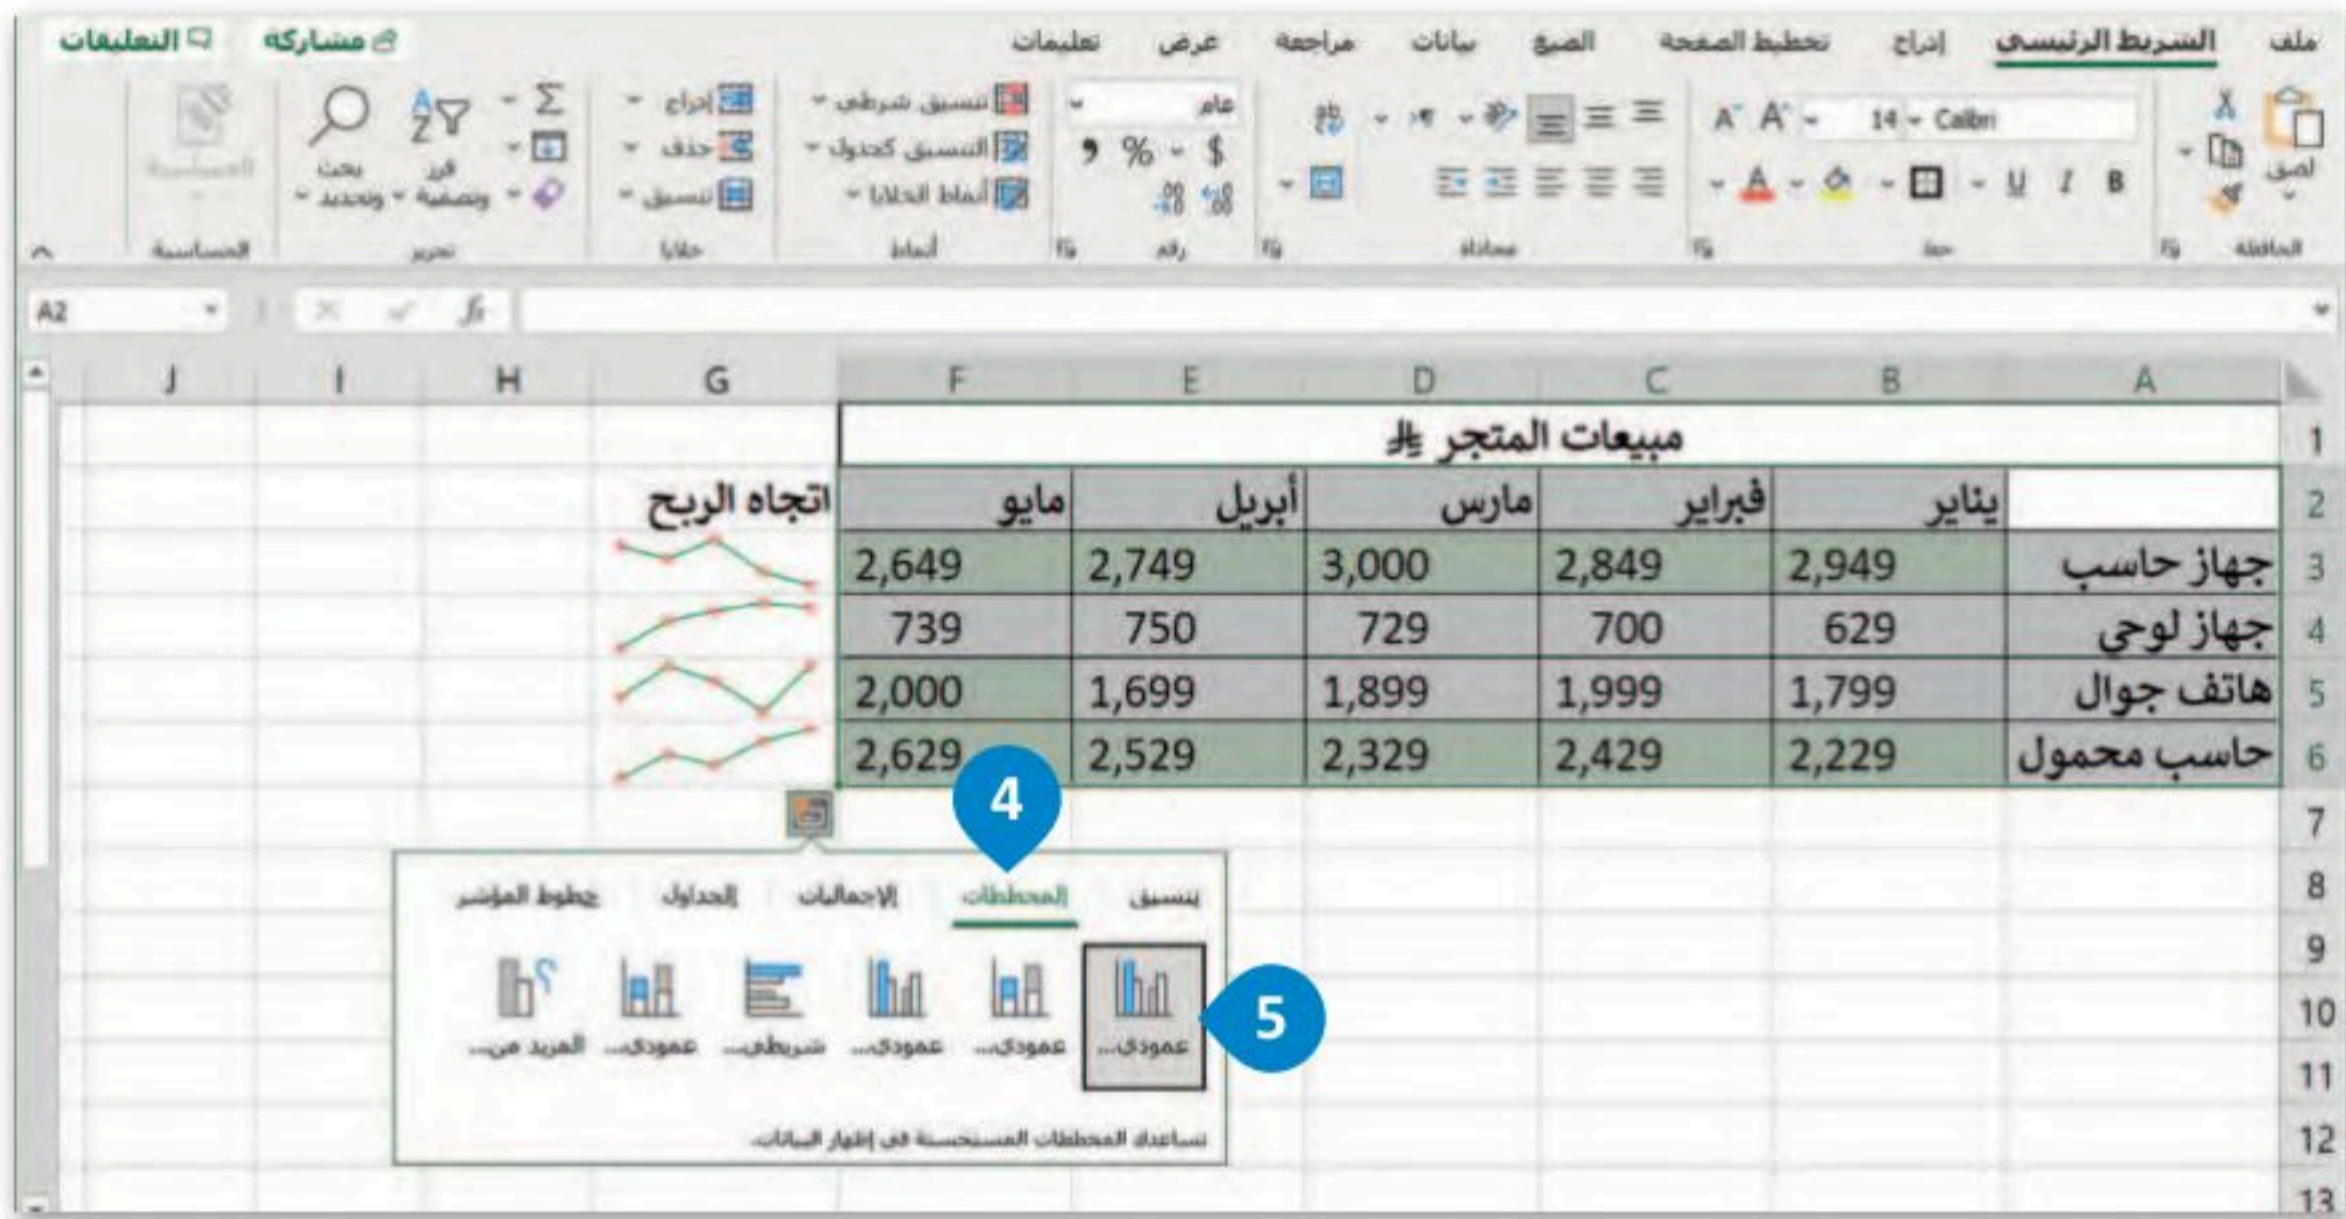 ملف الشريط الرئيسي إدراج تخطيط الصفحة الصيغ بيانات مراجعة عرض تعليمات مشاركة التعليقات
لصق Calibri 14 عام تنسيق شرطي إدراج
B I U $ % التنسيق كجدول حذف
أنماط الخلايا تنسيق فرز وتصفية بحث وتحديد الحساسية
الحافظة خط محاذاة رقم أنماط خلايا تحرير الحساسية
A2 fx
A B C D E F G H I J
1 مبيعات المتجر
2 يناير فبراير مارس أبريل مايو اتجاه الربح
3 جهاز حاسب 2,949 2,849 3,000 2,749 2,649
4 جهاز لوحي 629 700 729 750 739
5 هاتف جوال 1,799 1,999 1,899 1,699 2,000
6 حاسب محمول 2,229 2,429 2,329 2,529 2,629
4
7
8
تنسيق المخططات الإجماليات الجداول خطوط المؤشر
9
10
5
عمودي... عمودي... عمودي... شريطي... عمودي... المزيد من...
11
12
تساعدك المخططات المستحسنة في إظهار البيانات.
13